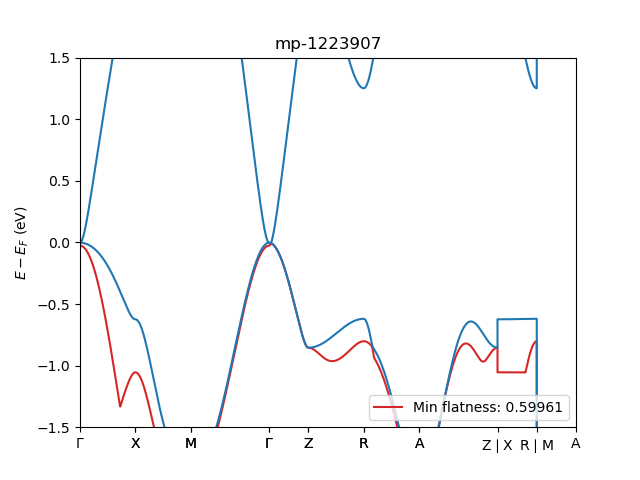 mp-1223907
E − E_F (eV)
1.5
1.0
0.5
0.0
−0.5
−1.0
−1.5
Min flatness: 0.59961
Γ X M Γ Z R A Z | X R | M A